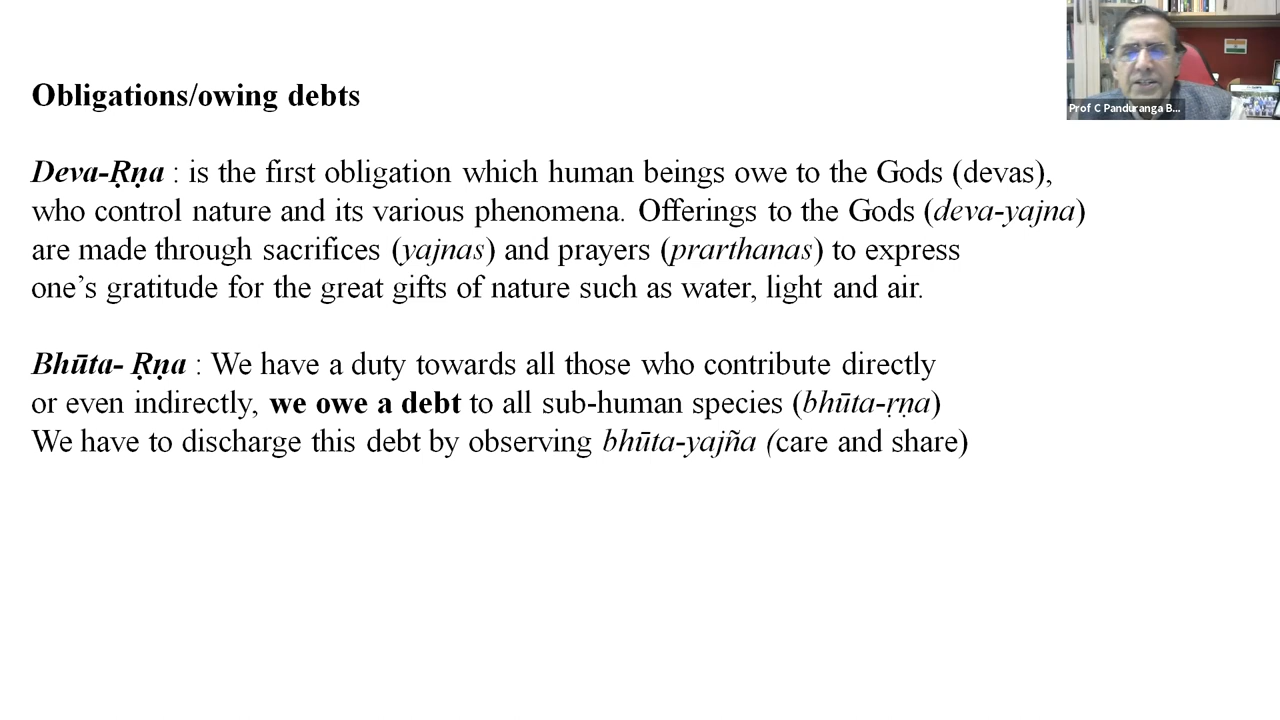 Prof C Panduranga B...
Obligations/owing debts
Deva-Ṛṇa : is the first obligation which human beings owe to the Gods (devas),
who control nature and its various phenomena. Offerings to the Gods (deva-yajna)
are made through sacrifices (yajnas) and prayers (prarthanas) to express
one’s gratitude for the great gifts of nature such as water, light and air.
Bhūta- Ṛṇa : We have a duty towards all those who contribute directly
or even indirectly, we owe a debt to all sub-human species (bhūta-ṛṇa)
We have to discharge this debt by observing bhūta-yajña (care and share)